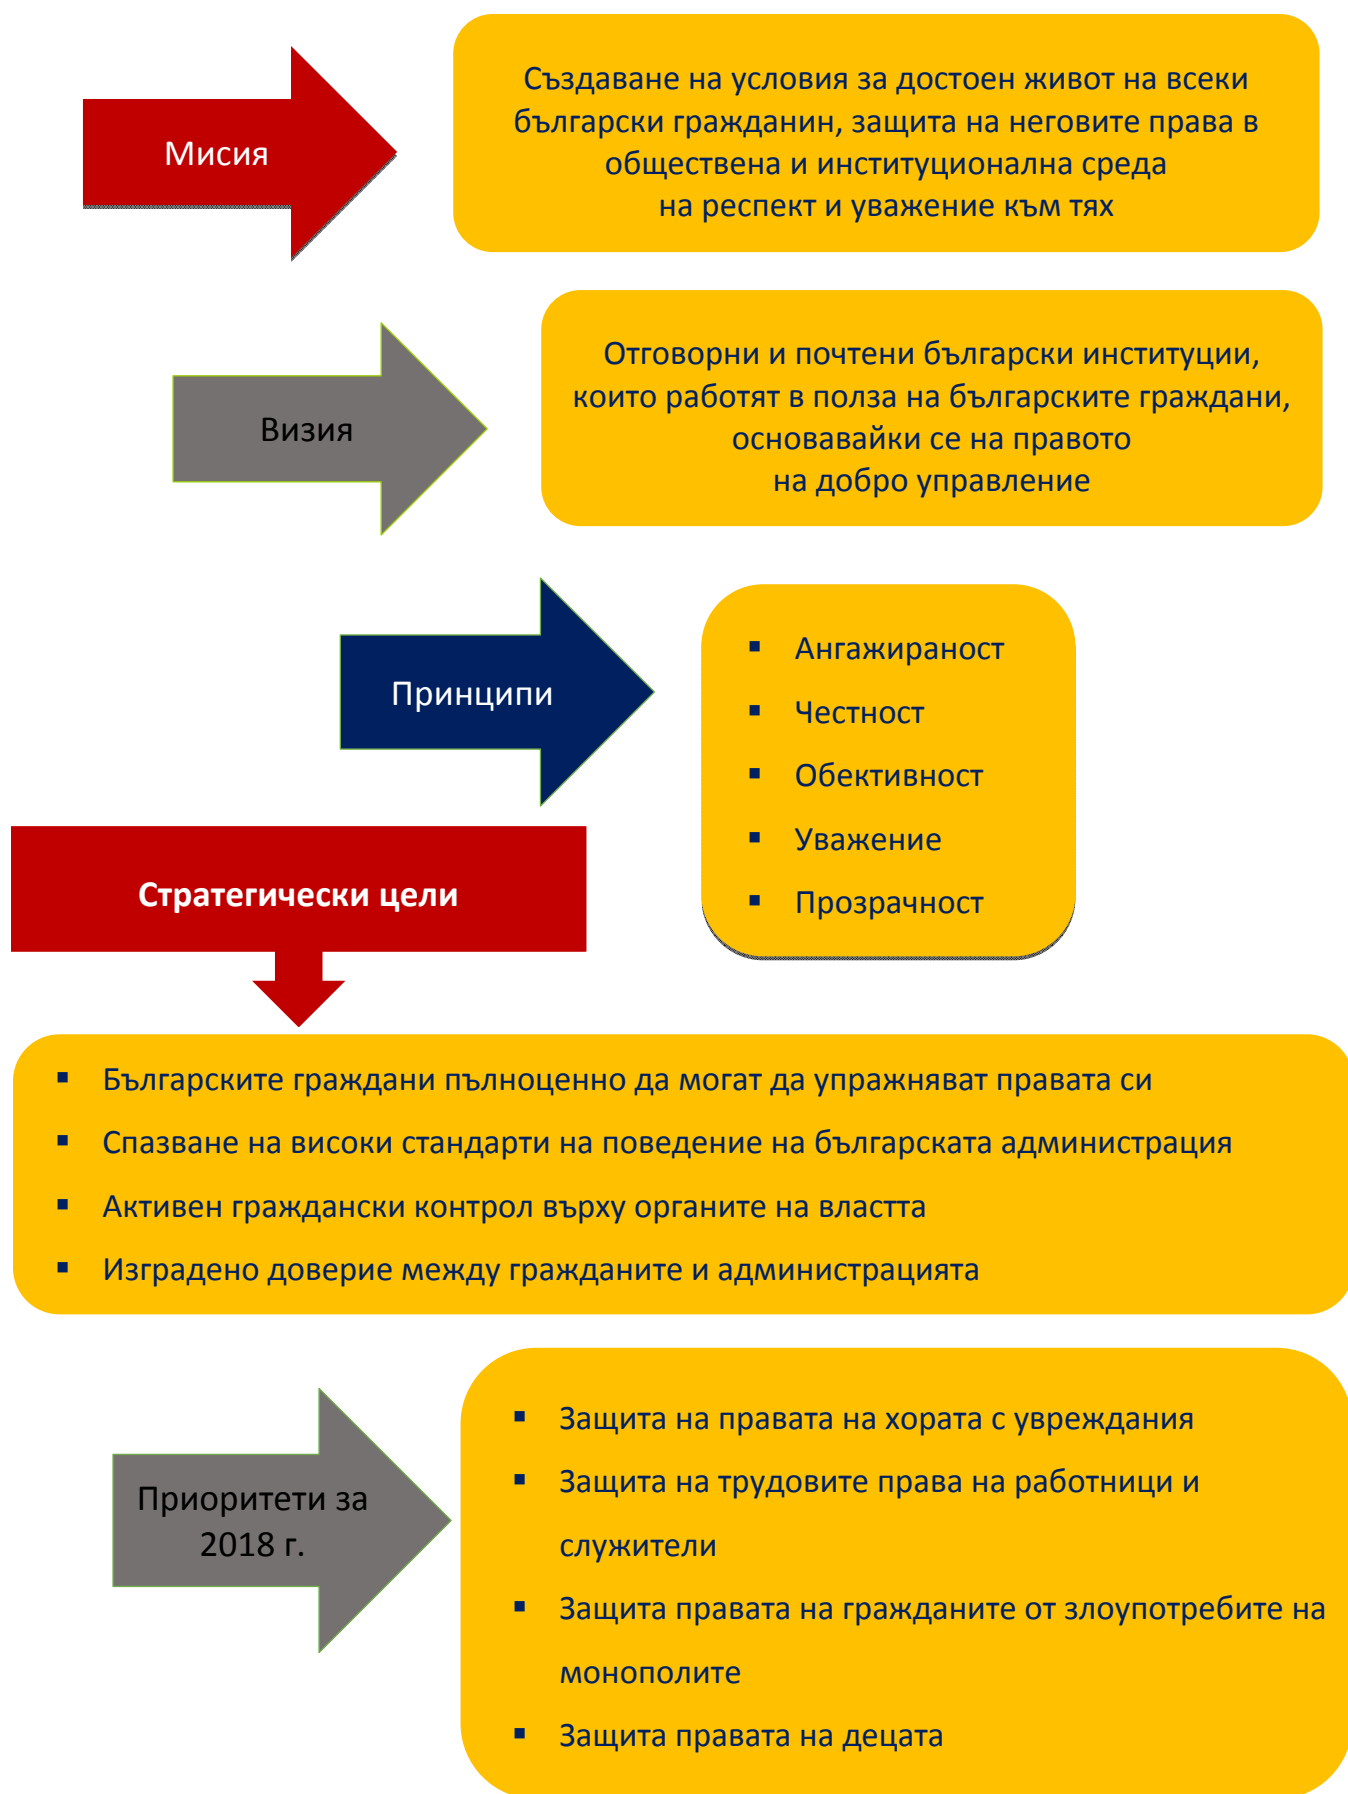 Мисия
Създаване на условия за достоен живот на всеки
български гражданин, защита на неговите права в
обществена и институционална среда
на респект и уважение към тях
Визия
Отговорни и почтени български институции,
които работят в полза на българските граждани,
основавайки се на правото
на добро управление
Принципи
▪ Ангажираност
▪ Честност
▪ Обективност
▪ Уважение
▪ Прозрачност
Стратегически цели
▪ Българските граждани пълноценно да могат да упражняват правата си
▪ Спазване на високи стандарти на поведение на българската администрация
▪ Активен граждански контрол върху органите на властта
▪ Изградено доверие между гражданите и администрацията
Приоритети за
2018 г.
▪ Защита на правата на хората с увреждания
▪ Защита на трудовите права на работници и
служители
▪ Защита правата на гражданите от злоупотребите на
монополите
▪ Защита правата на децата